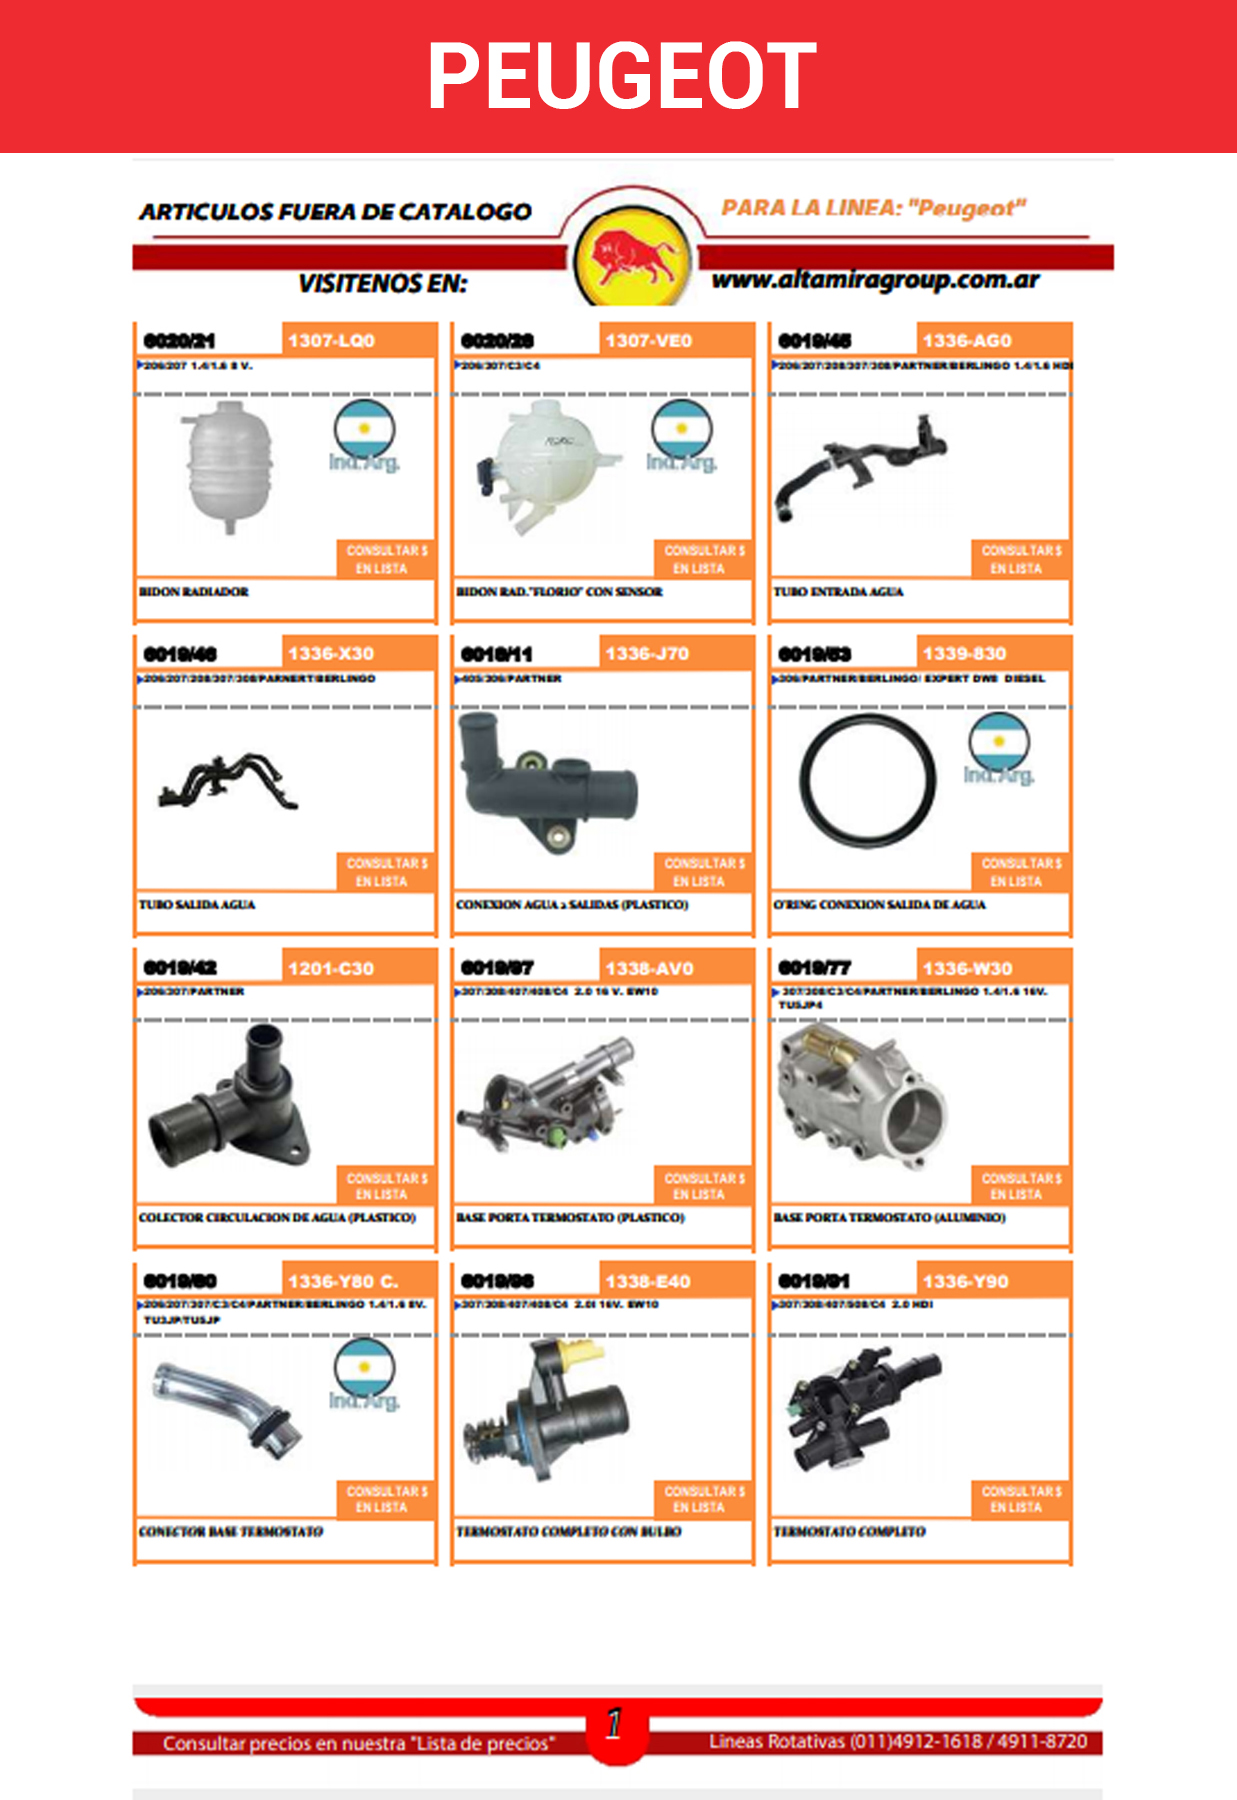 PEUGEOT
ARTICULOS FUERA DE CATALOGO
PARA LA LINEA: "Peugeot"
VISITENOS EN:
www.altamiragroup.com.ar
6020/21 1307-LQ0
206/207 1.4/1.6 8 V.
Ind. Arg.
CONSULTAR $
EN LISTA
BIDON RADIADOR
6020/28 1307-VE0
206/307/C3/C4
Ind. Arg.
CONSULTAR $
EN LISTA
BIDON RAD."FLORIO" CON SENSOR
6019/45 1336-AG0
206/207/208/307/308/PARTNER/BERLINGO 1.4/1.6 HDI
CONSULTAR $
EN LISTA
TUBO ENTRADA AGUA
6019/46 1336-X30
206/207/208/307/308/PARNERT/BERLINGO
CONSULTAR $
EN LISTA
TUBO SALIDA AGUA
6018/11 1336-J70
405/306/PARTNER
CONSULTAR $
EN LISTA
CONEXION AGUA 2 SALIDAS (PLASTICO)
6019/53 1339-830
206/PARTNER/BERLINGO/ EXPERT DW8 DIESEL
Ind. Arg.
CONSULTAR $
EN LISTA
O'RING CONEXION SALIDA DE AGUA
6019/42 1201-C30
206/307/PARTNER
CONSULTAR $
EN LISTA
COLECTOR CIRCULACION DE AGUA (PLASTICO)
6019/97 1338-AV0
307/308/407/408/C4 2.0 16 V. EW10
CONSULTAR $
EN LISTA
BASE PORTA TERMOSTATO (PLASTICO)
6019/77 1336-W30
307/308/C3/C4/PARTNER/BERLINGO 1.4/1.6 16V.
TU5JP4
CONSULTAR $
EN LISTA
BASE PORTA TERMOSTATO (ALUMINIO)
1336-Y80 C.
206/207/307/C3/C4/PARTNER/BERLINGO 1.4/1.6 8V.
TU3JP/TU5JP
Ind. Arg.
CONSULTAR $
EN LISTA
CONECTOR BASE TERMOSTATO
1338-E40
307/308/407/408/C4 2.0I 16V. EW10
CONSULTAR $
EN LISTA
TERMOSTATO COMPLETO CON BULBO
6019/91 1336-Y90
307/308/407/508/C4 2.0 HDI
CONSULTAR $
EN LISTA
TERMOSTATO COMPLETO
Consultar precios en nuestra "Lista de precios"
1
Lineas Rotativas (011)4912-1618 / 4911-8720